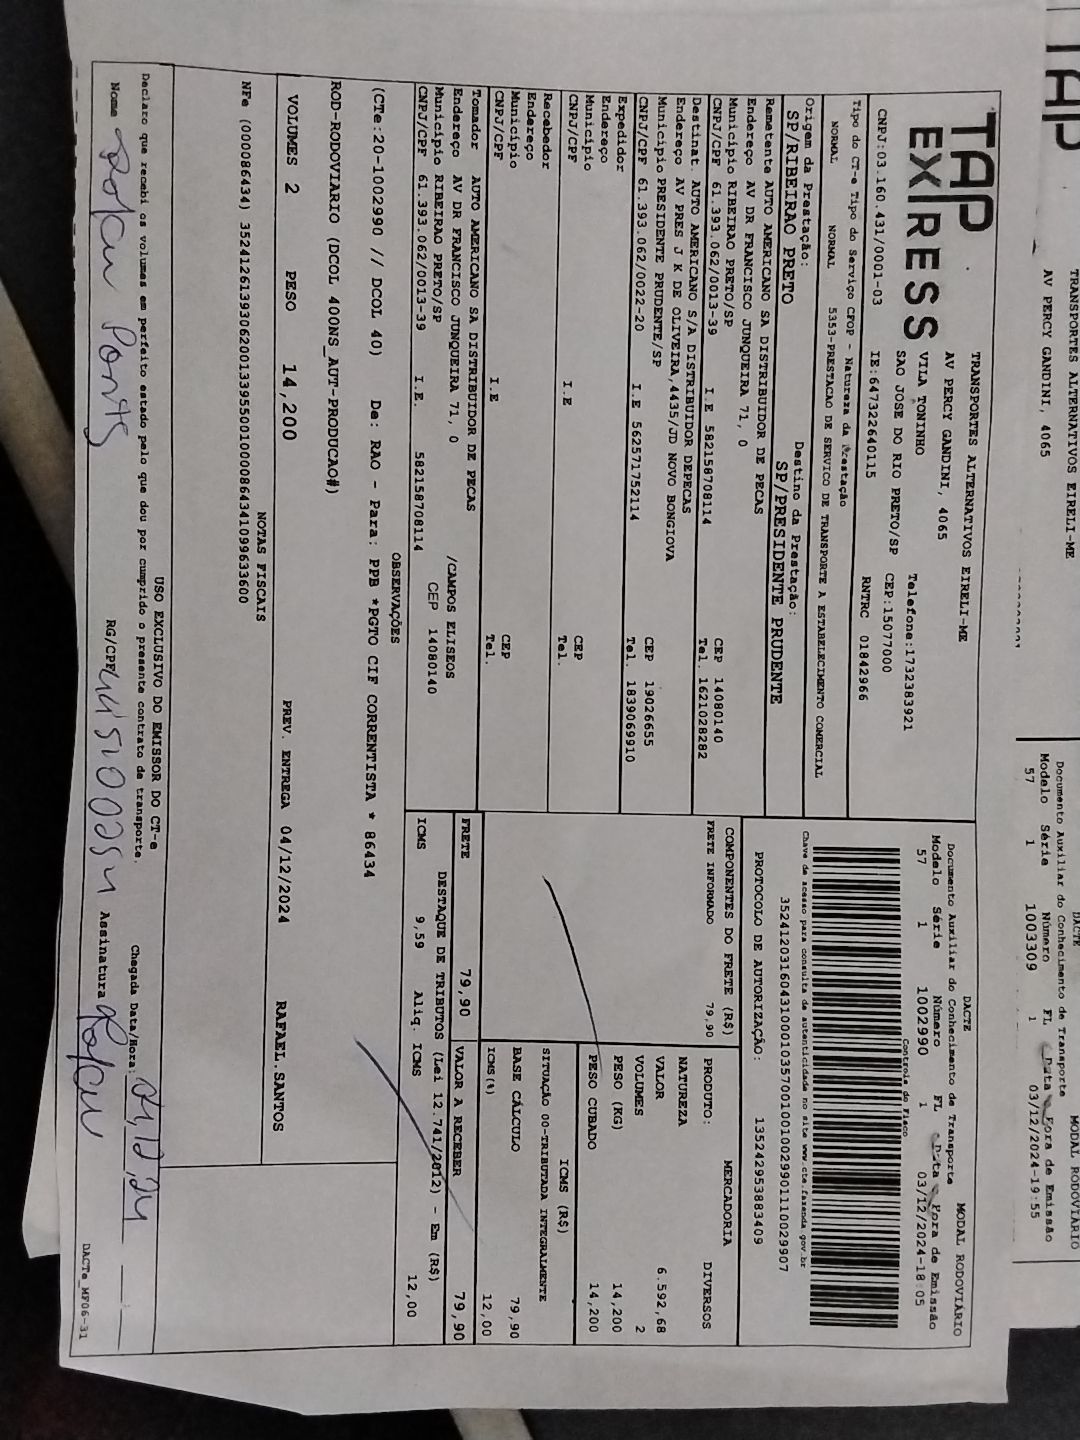 TRANSPORTES ALTERNATIVOS EIRELI-ME
AV PERCY GANDINI, 4065
DACTE MODAL RODOVIÁRIO
Documento Auxiliar do Conhecimento de Transporte
Modelo Série Número FL Data Hora de Emissão
57 1 1003309 1 03/12/2024-19:55
TAP EXPRESS
TRANSPORTES ALTERNATIVOS EIRELI-ME
AV PERCY GANDINI, 4065
VILA TONINHO
SAO JOSE DO RIO PRETO/SP
Telefone:1732383921
CEP:15077000
CNPJ:03.160.431/0001-03 IE:647322640115 RNTRC 01842966
DACTE MODAL RODOVIÁRIO
Documento Auxiliar do Conhecimento de Transporte
Modelo Série Número FL Data Hora de Emissão
57 1 1002990 1 03/12/2024-18:05
Controle do Fisco
Tipo do CT-e Tipo do Serviço CFOP - Natureza da Prestação
NORMAL NORMAL 5353-PRESTACAO DE SERVICO DE TRANSPORTE A ESTABELECIMENTO COMERCIAL
Chave de acesso para consulta de autenticidade no site www.cte.fazenda.gov.br
Origem da Prestação: Destino da Prestação:
SP/RIBEIRAO PRETO SP/PRESIDENTE PRUDENTE
PROTOCOLO DE AUTORIZAÇÃO: 135242953883409
Remetente AUTO AMERICANO SA DISTRIBUIDOR DE PECAS
Endereço AV DR FRANCISCO JUNQUEIRA 71, 0
Município RIBEIRAO PRETO/SP CEP 14080140
CNPJ/CPF 61.393.062/0013-39 I.E 582158708114 Tel. 1621028282
Destinat. AUTO AMERICANO S/A DISTRIBUIDOR DEPECAS
Endereço AV PRES J K DE OLIVEIRA,4435/JD NOVO BONGIOVA
Município PRESIDENTE PRUDENTE/SP CEP 19026655
CNPJ/CPF 61.393.062/0022-20 I.E 562571752114 Tel. 1839069910
Expedidor
Endereço
Município CEP
CNPJ/CPF I.E Tel.
Recebedor
Endereço
Município CEP
CNPJ/CPF I.E Tel.
Tomador AUTO AMERICANO SA DISTRIBUIDOR DE PECAS
Endereço AV DR FRANCISCO JUNQUEIRA 71, 0 /CAMPOS ELISEOS
Município RIBEIRAO PRETO/SP CEP 14080140
CNPJ/CPF 61.393.062/0013-39 I.E. 582158708114
COMPONENTES DO FRETE (R$)
FRETE INFORMADO 79,90
PRODUTO: MERCADORIA DIVERSOS
NATUREZA
VALOR 6.592,68
VOLUMES 2
PESO (KG) 14,200
PESO CUBADO 14,200
ICMS (R$)
SITUAÇÃO 00-TRIBUTADA INTEGRALMENTE
BASE CÁLCULO 79,90
ICMS(%) 12,00
FRETE 79,90 VALOR A RECEBER 79,90
DESTAQUE DE TRIBUTOS (Lei 12.741/2012) - Em (R$)
ICMS 9,59 Aliq. ICMS 12,00
OBSERVAÇÕES
(CTe:20-1002990 // DCOL 40) De: RAO - Para: PPB *PGTO CIF CORRENTISTA * 86434
ROD-RODOVIARIO (DCOL 400NS_AUT-PRODUCAO#)
VOLUMES 2 PESO 14,200 PREV. ENTREGA 04/12/2024 RAFAEL.SANTOS
NOTAS FISCAIS
USO EXCLUSIVO DO EMISSOR DO CT-e
Declaro que recebi os volumes em perfeito estado pelo que dou por cumprido o presente contrato de transporte.
Chegada Data/Hora:
Nome RG/CPF Assinatura
DACTe_MF06-31